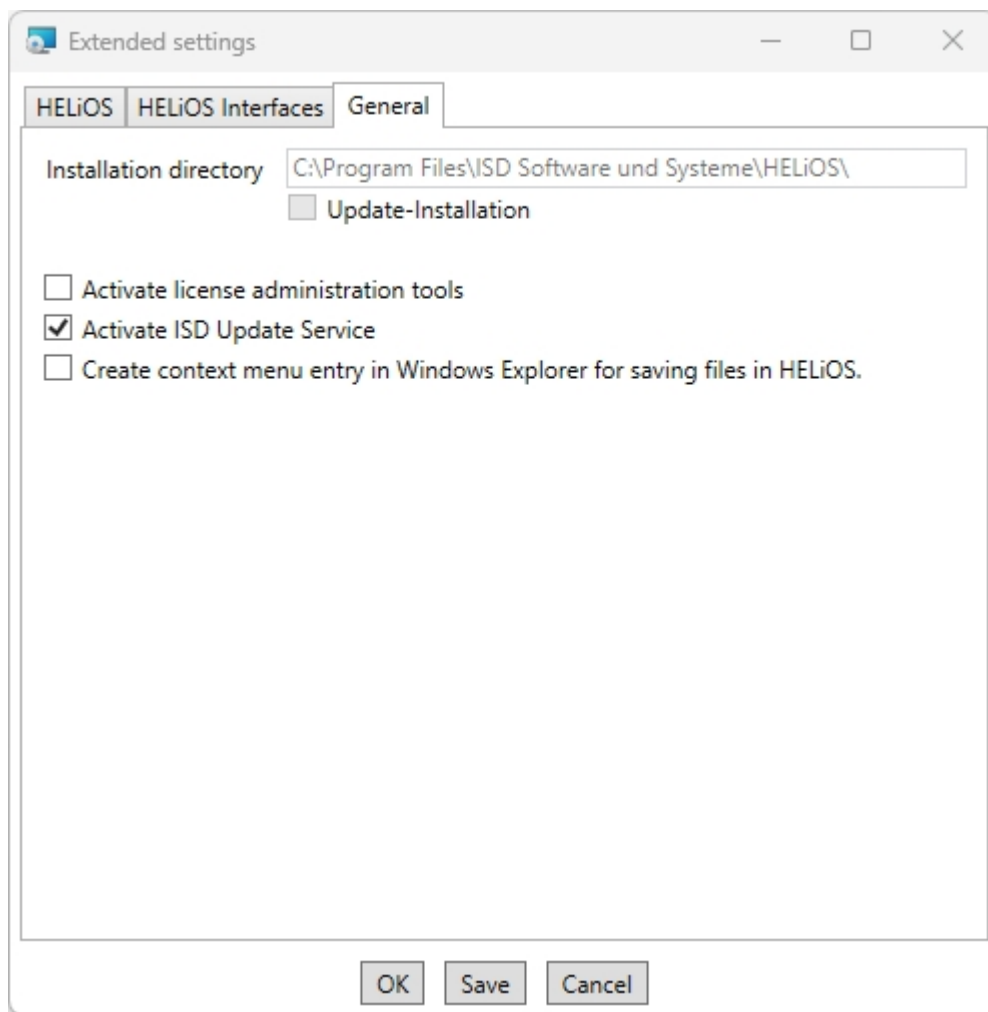 Extended settings
HELiOS HELiOS Interfaces General
Installation directory C:\Program Files\ISD Software und Systeme\HELiOS\
Update-Installation
Activate license administration tools
Activate ISD Update Service
Create context menu entry in Windows Explorer for saving files in HELiOS.
OK Save Cancel